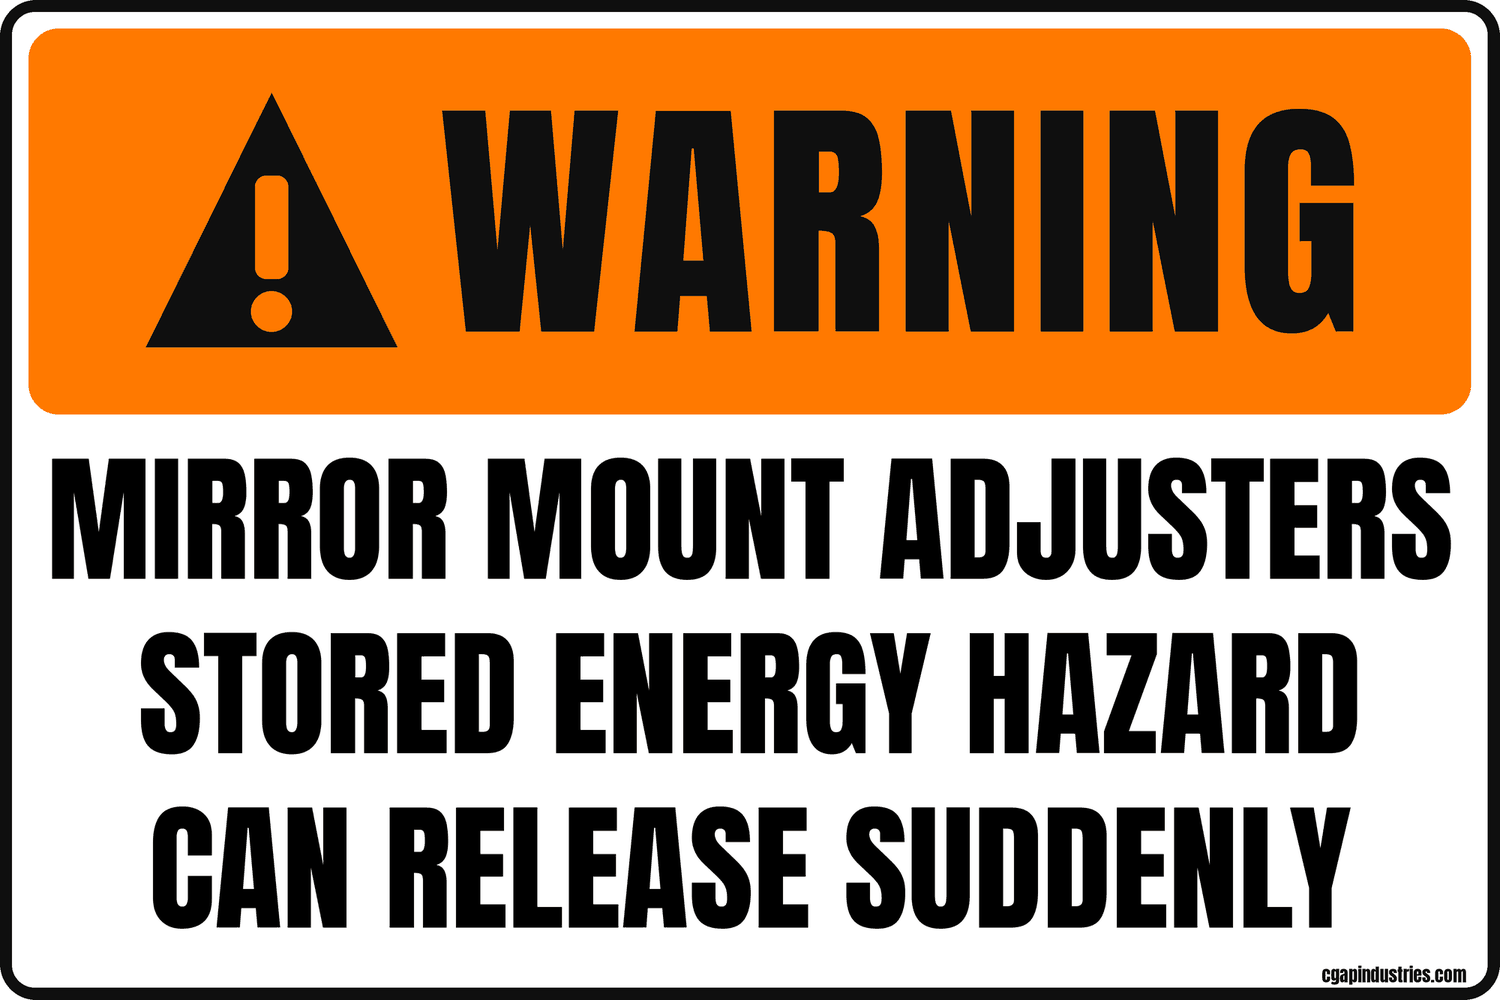 WARNING
MIRROR MOUNT ADJUSTERS
STORED ENERGY HAZARD
CAN RELEASE SUDDENLY
cgapindustries.com